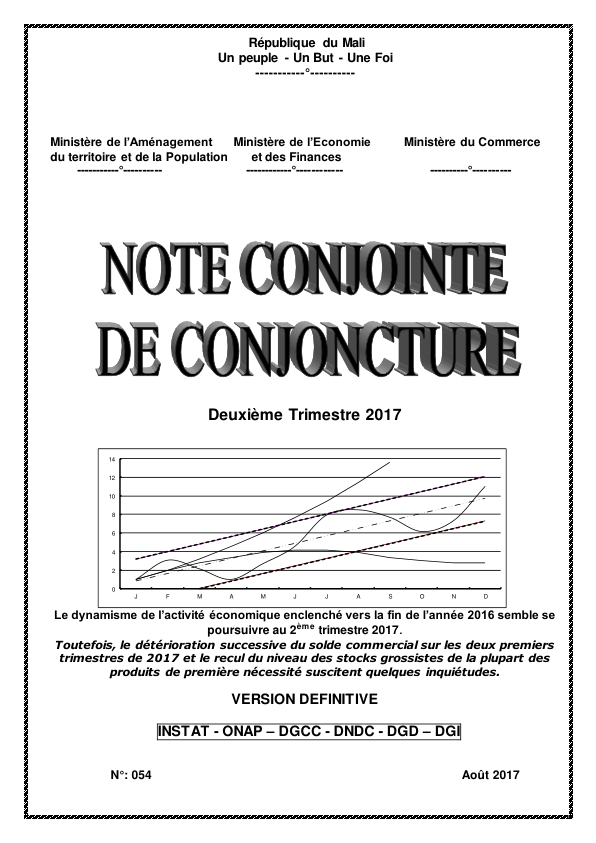 République du Mali
Un peuple - Un But - Une Foi
-----------°----------
Ministère de l'Aménagement Ministère de l'Economie Ministère du Commerce
du territoire et de la Population et des Finances
-----------°---------- ------------°------------ ----------°----------
NOTE CONJOINTE
DE CONJONCTURE
Deuxième Trimestre 2017
14
12
10
8
6
4
2
0
J F M A M J J A S O N D
Le dynamisme de l'activité économique enclenché vers la fin de l'année 2016 semble se
poursuivre au 2ème trimestre 2017.
Toutefois, le détérioration successive du solde commercial sur les deux premiers
trimestres de 2017 et le recul du niveau des stocks grossistes de la plupart des
produits de première nécessité suscitent quelques inquiétudes.
VERSION DEFINITIVE
INSTAT - ONAP – DGCC - DNDC - DGD – DGI
N°: 054 Août 2017